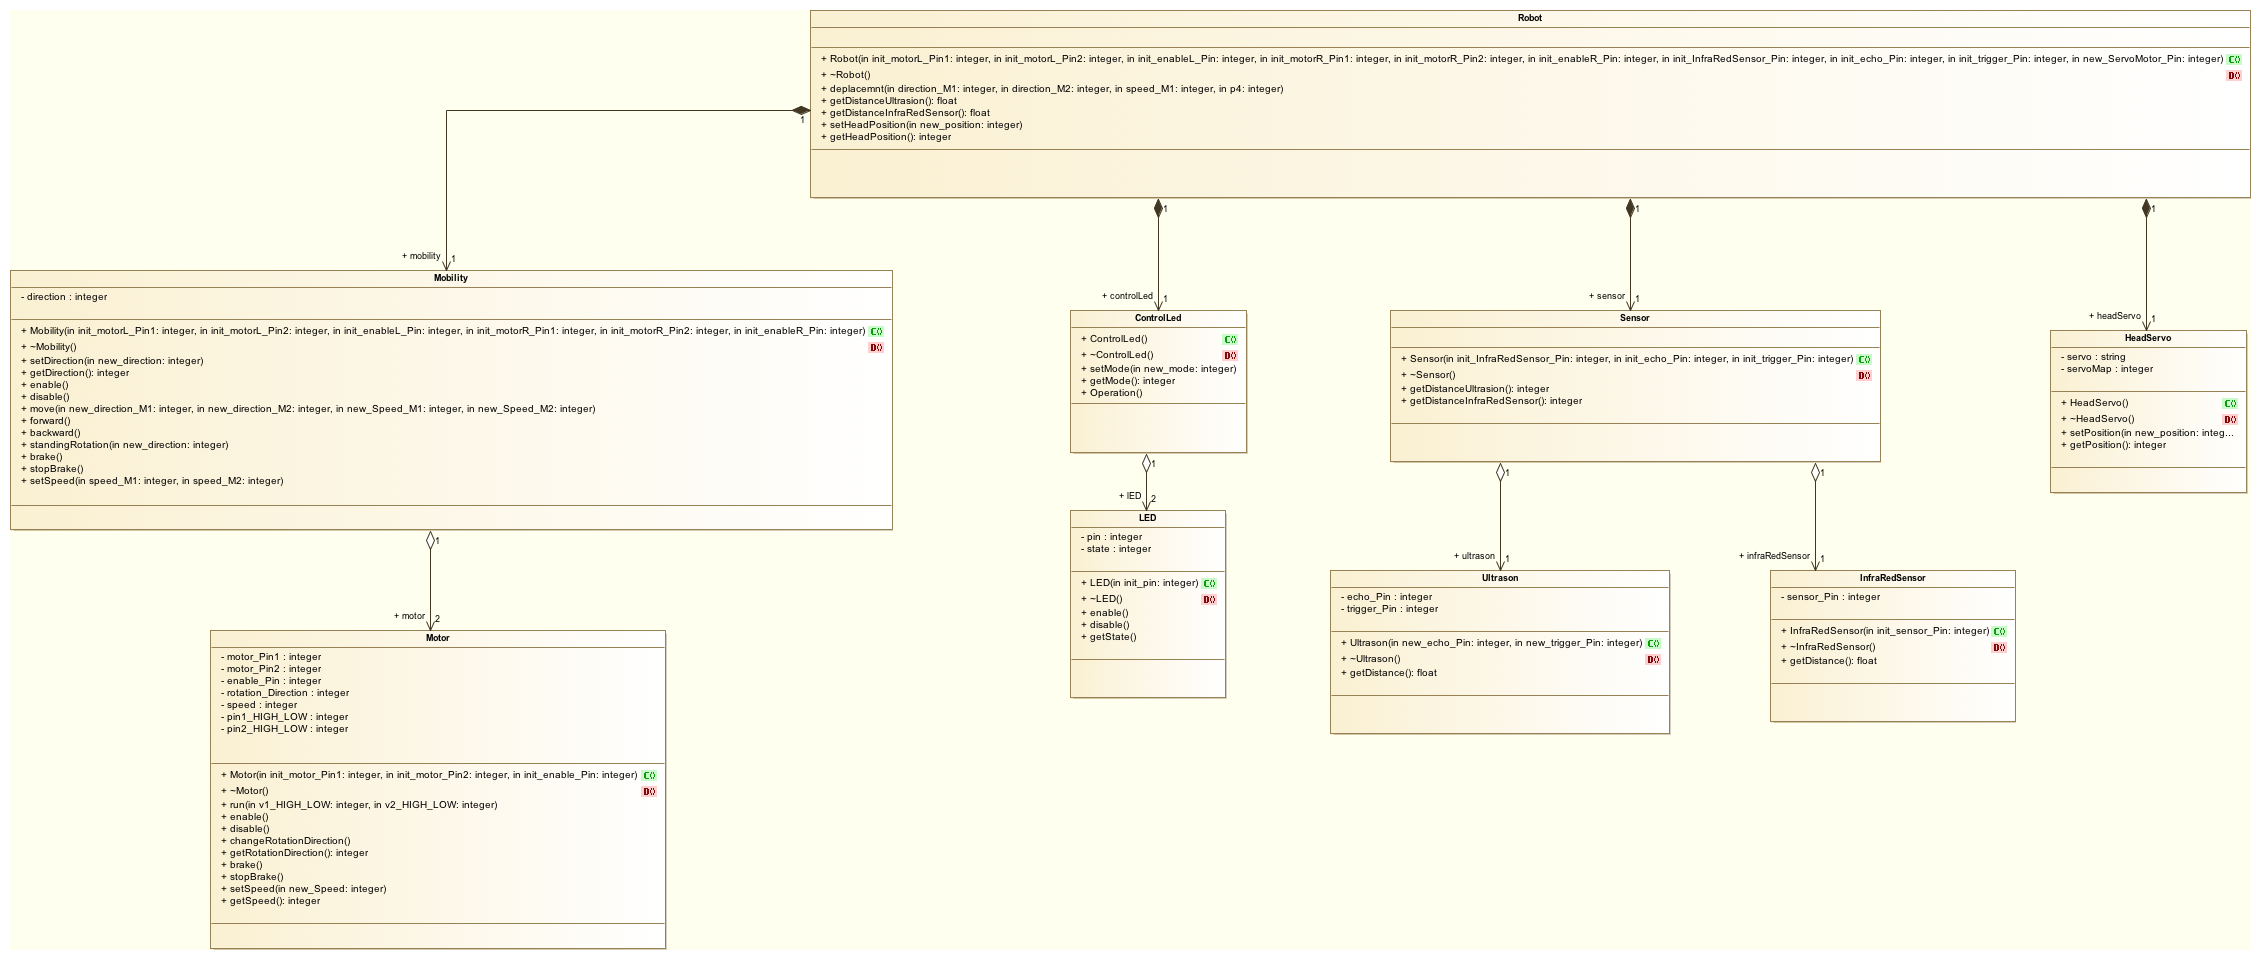 Robot
+ Robot(in init_motorL_Pin1: integer, in init_motorL_Pin2: integer, in init_enableL_Pin: integer, in init_motorR_Pin1: integer, in init_motorR_Pin2: integer, in init_enableR_Pin: integer, in init_InfraRedSensor_Pin: integer, in init_echo_Pin: integer, in init_trigger_Pin: integer, in new_ServoMotor_Pin: integer) C()
+ ~Robot() D()
+ deplacemnt(in direction_M1: integer, in direction_M2: integer, in speed_M1: integer, in p4: integer)
+ getDistanceUltrasion(): float
+ getDistanceInfraRedSensor(): float
+ setHeadPosition(in new_position: integer)
+ getHeadPosition(): integer
1
1
1
1
+ mobility 1
Mobility
- direction : integer
+ Mobility(in init_motorL_Pin1: integer, in init_motorL_Pin2: integer, in init_enableL_Pin: integer, in init_motorR_Pin1: integer, in init_motorR_Pin2: integer, in init_enableR_Pin: integer) C()
+ ~Mobility() D()
+ setDirection(in new_direction: integer)
+ getDirection(): integer
+ enable()
+ disable()
+ move(in new_direction_M1: integer, in new_direction_M2: integer, in new_Speed_M1: integer, in new_Speed_M2: integer)
+ forward()
+ backward()
+ standingRotation(in new_direction: integer)
+ brake()
+ stopBrake()
+ setSpeed(in speed_M1: integer, in speed_M2: integer)
1
+ motor 2
Motor
- motor_Pin1 : integer
- motor_Pin2 : integer
- enable_Pin : integer
- rotation_Direction : integer
- speed : integer
- pin1_HIGH_LOW : integer
- pin2_HIGH_LOW : integer
+ Motor(in init_motor_Pin1: integer, in init_motor_Pin2: integer, in init_enable_Pin: integer) C()
+ ~Motor() D()
+ run(in v1_HIGH_LOW: integer, in v2_HIGH_LOW: integer)
+ enable()
+ disable()
+ changeRotationDirection()
+ getRotationDirection(): integer
+ brake()
+ stopBrake()
+ setSpeed(in new_Speed: integer)
+ getSpeed(): integer
+ controlLed 1
ControlLed
+ ControlLed() C()
+ ~ControlLed() D()
+ setMode(in new_mode: integer)
+ getMode(): integer
+ Operation()
1
+ lED 2
LED
- pin : integer
- state : integer
+ LED(in init_pin: integer) C()
+ ~LED() D()
+ enable()
+ disable()
+ getState()
+ sensor 1
Sensor
+ Sensor(in init_InfraRedSensor_Pin: integer, in init_echo_Pin: integer, in init_trigger_Pin: integer) C()
+ ~Sensor() D()
+ getDistanceUltrasion(): integer
+ getDistanceInfraRedSensor(): integer
1
1
+ ultrason 1
Ultrason
- echo_Pin : integer
- trigger_Pin : integer
+ Ultrason(in new_echo_Pin: integer, in new_trigger_Pin: integer) C()
+ ~Ultrason() D()
+ getDistance(): float
+ infraRedSensor 1
InfraRedSensor
- sensor_Pin : integer
+ InfraRedSensor(in init_sensor_Pin: integer) C()
+ ~InfraRedSensor() D()
+ getDistance(): float
+ headServo 1
HeadServo
- servo : string
- servoMap : integer
+ HeadServo() C()
+ ~HeadServo() D()
+ setPosition(in new_position: integ...
+ getPosition(): integer